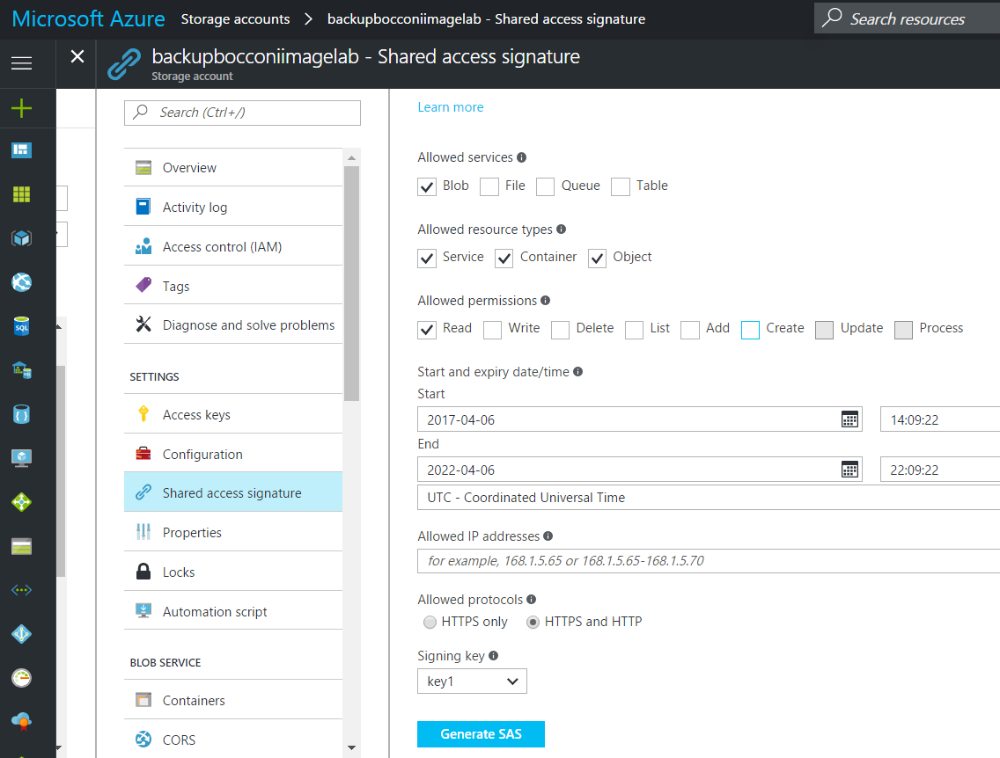 Microsoft Azure Storage accounts > backupbocconiimagelab - Shared access signature
Search resources
backupbocconiimagelab - Shared access signature
Storage account
Search (Ctrl+/)
Overview
Activity log
Access control (IAM)
Tags
Diagnose and solve problems
SETTINGS
Access keys
Configuration
Shared access signature
Properties
Locks
Automation script
BLOB SERVICE
Containers
CORS
Learn more
Allowed services
Blob File Queue Table
Allowed resource types
Service Container Object
Allowed permissions
Read Write Delete List Add Create Update Process
Start and expiry date/time
Start
2017-04-06 14:09:22
End
2022-04-06 22:09:22
UTC - Coordinated Universal Time
Allowed IP addresses
for example, 168.1.5.65 or 168.1.5.65-168.1.5.70
Allowed protocols
HTTPS only HTTPS and HTTP
Signing key
key1
Generate SAS
SQL